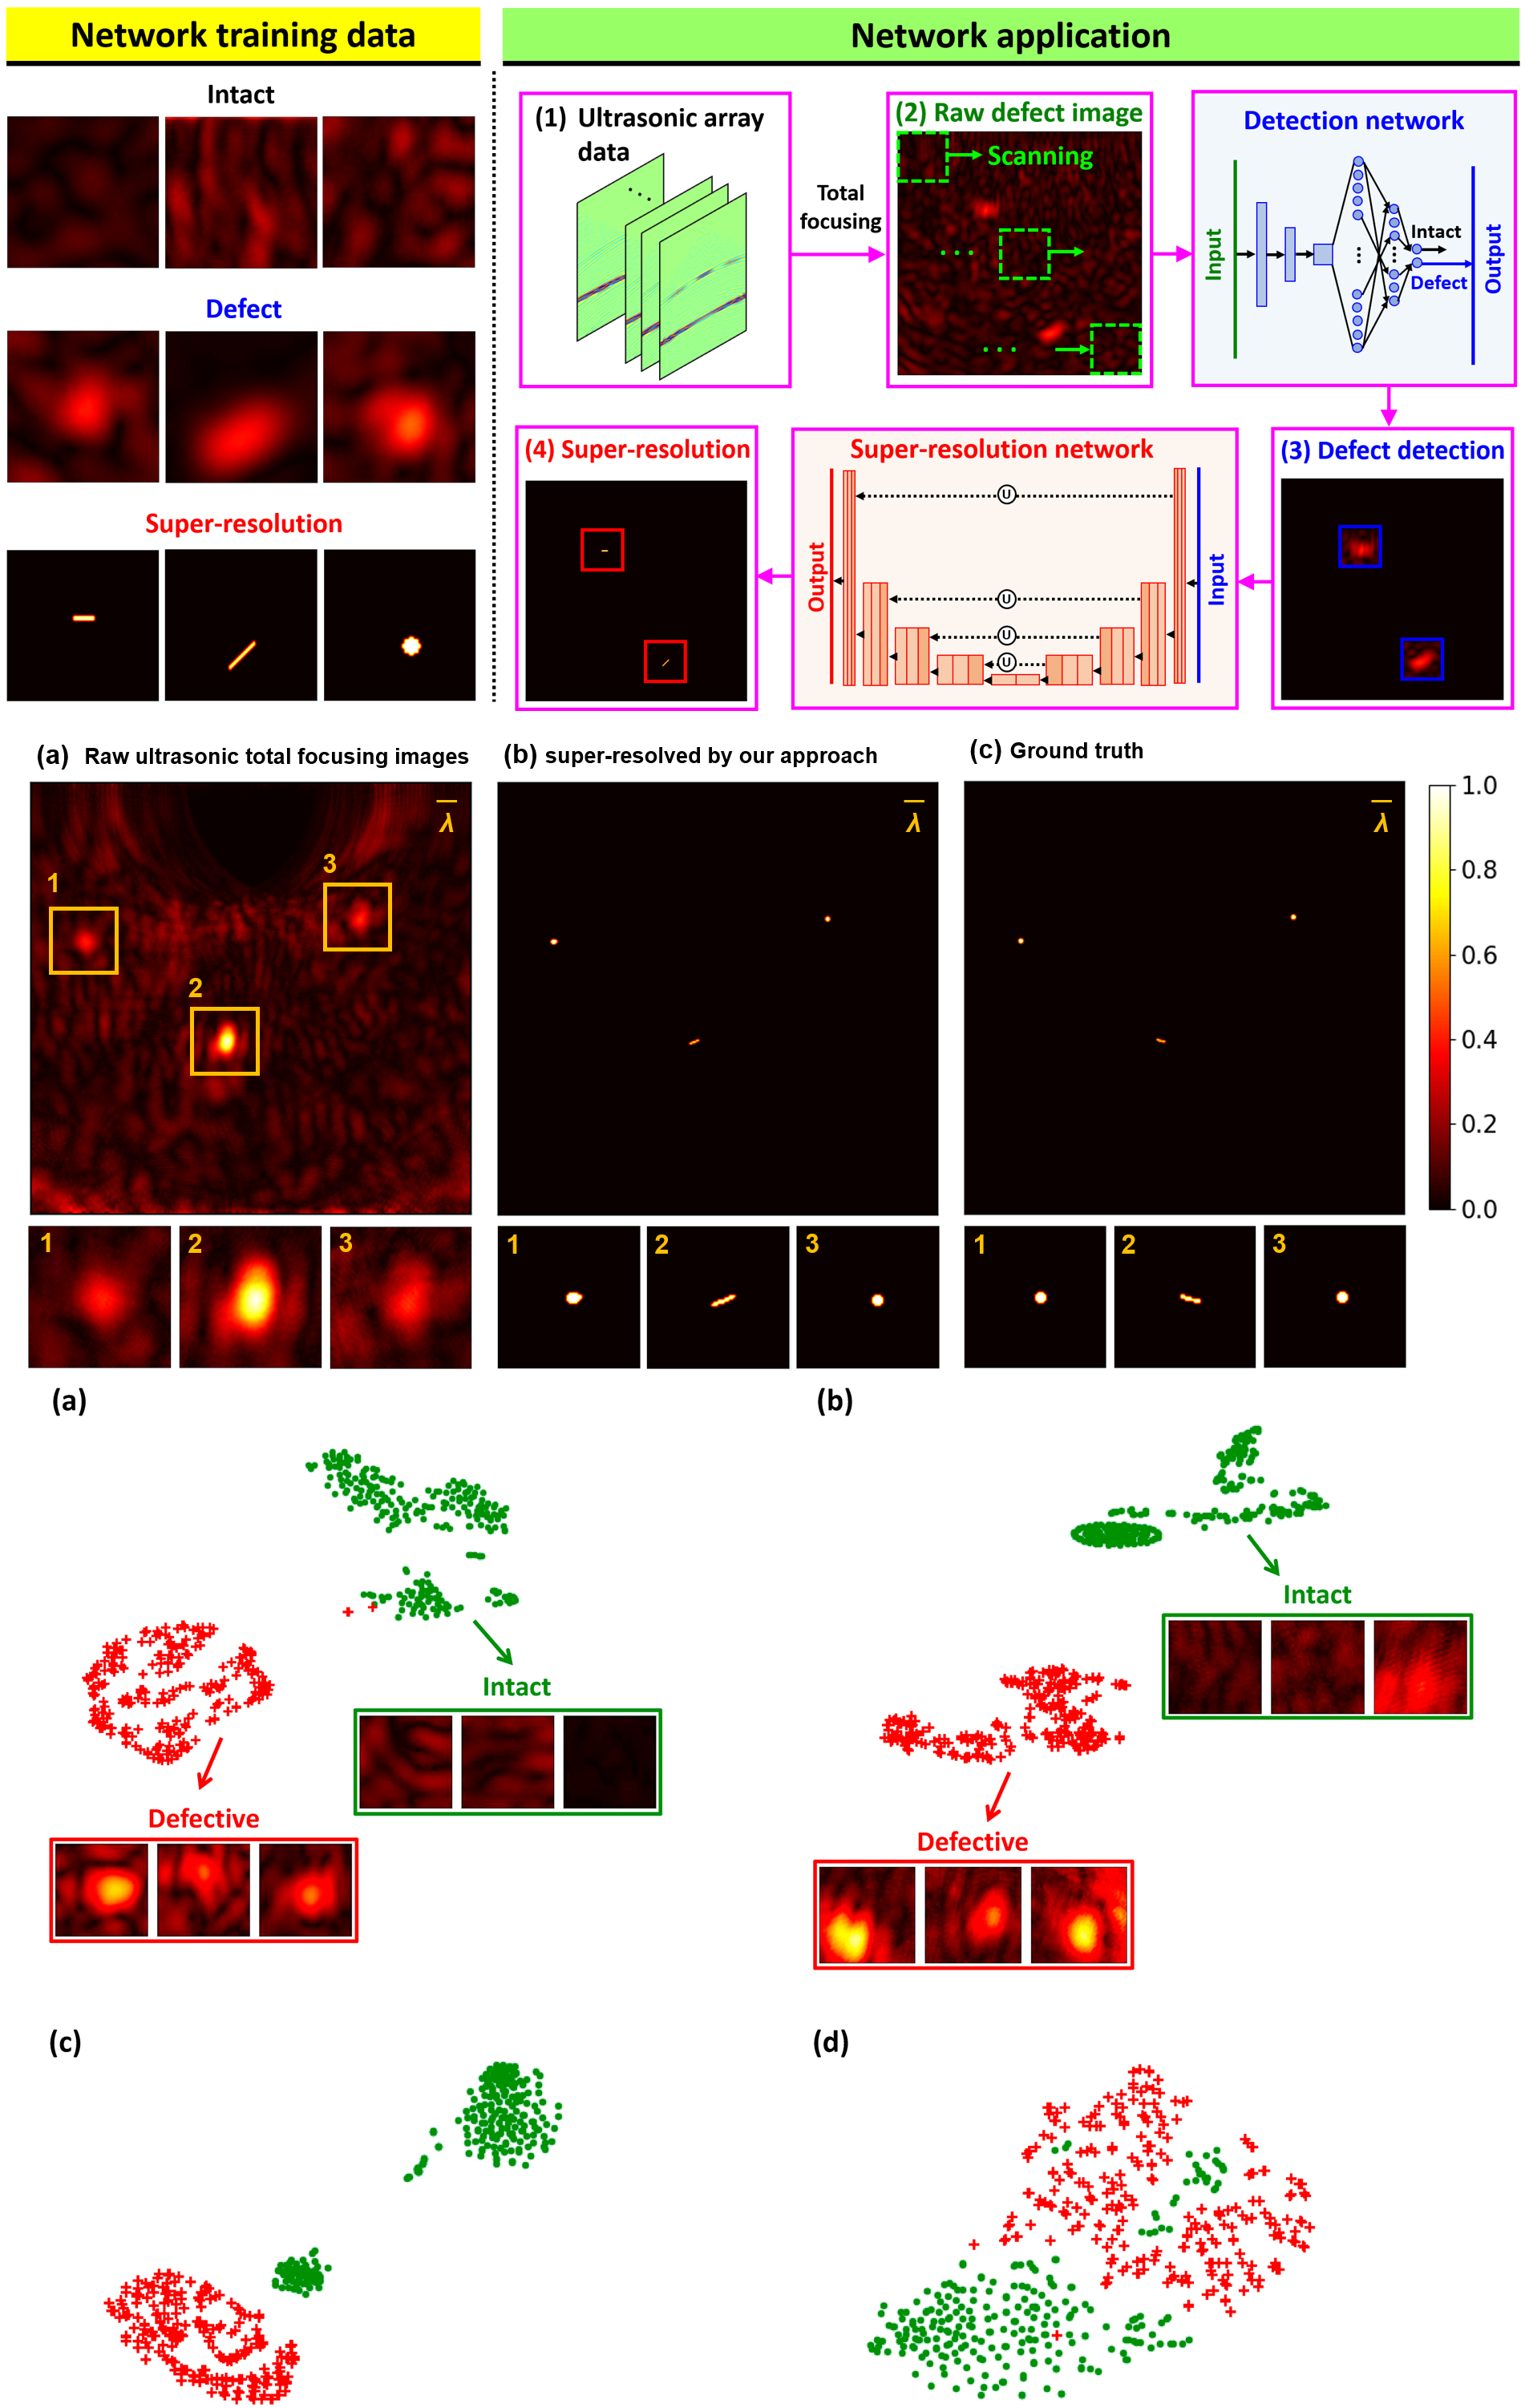 Network training data
Network application
Intact
Defect
Super-resolution
(1) Ultrasonic array
data
Total
focusing
(2) Raw defect image
Scanning
Detection network
Input
Intact
Defect
Output
(4) Super-resolution
Super-resolution network
Output
U
U
U
U
Input
(3) Defect detection
(a) Raw ultrasonic total focusing images
(b) super-resolved by our approach
(c) Ground truth
λ
1
3
2
λ
λ
1.0
0.8
0.6
0.4
0.2
0.0
1
2
3
1
2
3
1
2
3
(a)
(b)
Intact
Defective
Intact
Defective
(c)
(d)